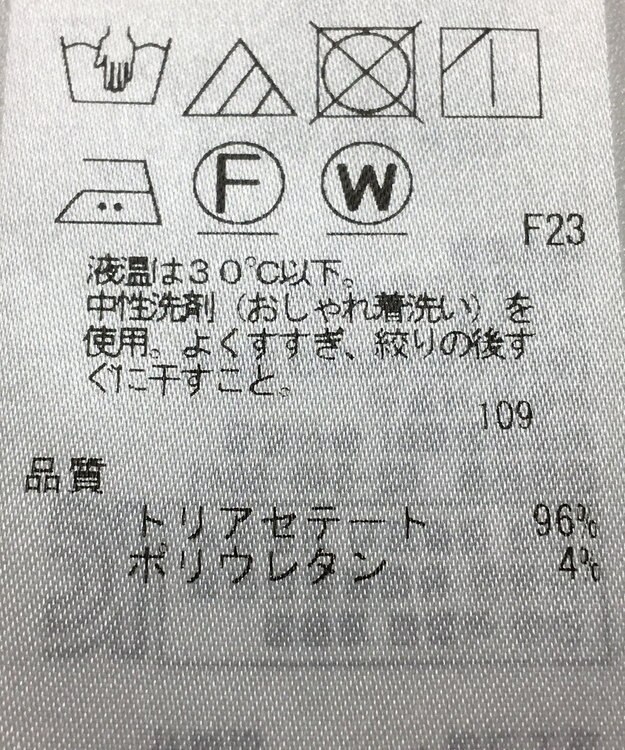 F W
F23
液温は30℃以下。
中性洗剤（おしゃれ着洗い）を
使用。よくすすぎ、絞りの後す
ぐに干すこと。
109
品質
トリアセテート 96%
ポリウレタン 4%